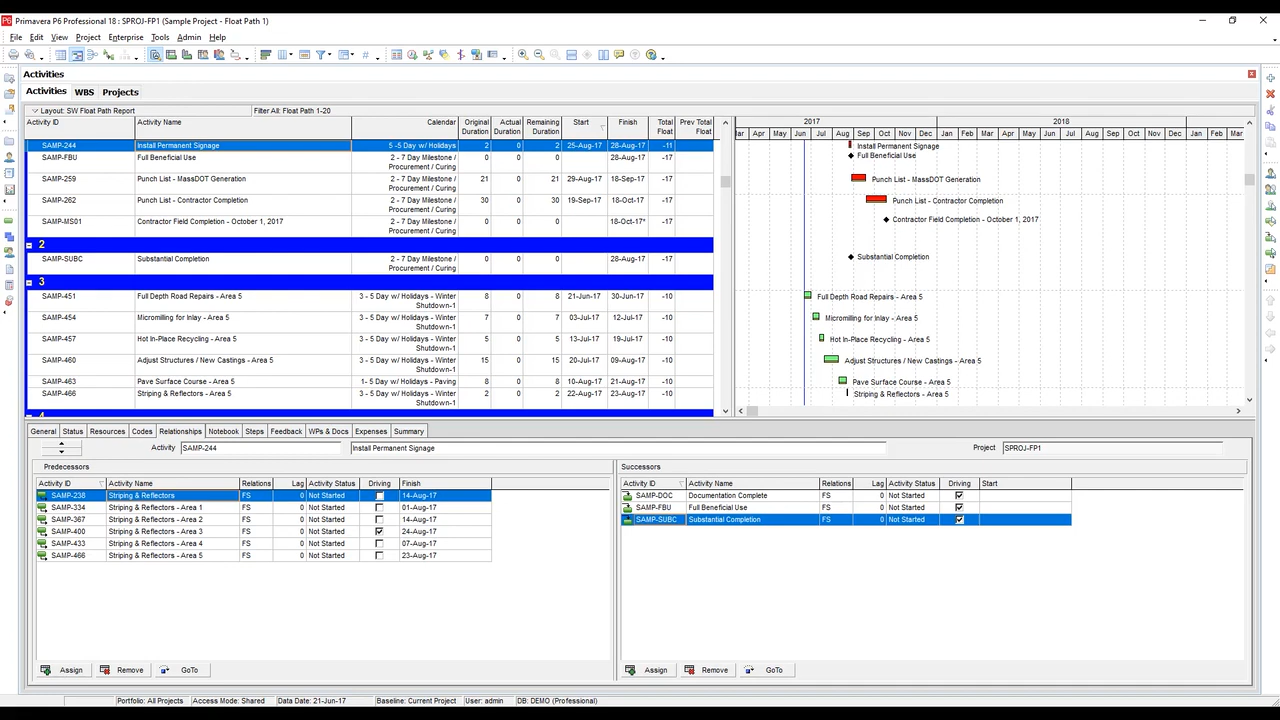 P6 Primavera P6 Professional 18 : SPROJ-FP1 (Sample Project - Float Path 1)
File Edit View Project Enterprise Tools Admin Help
Activities
Activities WBS Projects
Layout: SW Float Path Report Filter All: Float Path 1-20
Activity ID Activity Name Calendar Original Duration Actual Duration Remaining Duration Start Finish Total Float Prev Total Float
2017 2018
Apr May Jun Jul Aug Sep Oct Nov Dec Jan Feb Mar Apr May Jun Jul Aug Sep Oct Nov Dec Jan Feb Mar
SAMP-244 Install Permanent Signage 5 -5 Day w/ Holidays 2 0 2 25-Aug-17 28-Aug-17 -11 Install Permanent Signage
SAMP-FBU Full Beneficial Use 2 - 7 Day Milestone / Procurement / Curing 0 0 0 28-Aug-17 -17 Full Beneficial Use
SAMP-259 Punch List - MassDOT Generation 2 - 7 Day Milestone / Procurement / Curing 21 0 21 29-Aug-17 18-Sep-17 -17 Punch List - MassDOT Generation
SAMP-262 Punch List - Contractor Completion 2 - 7 Day Milestone / Procurement / Curing 30 0 30 19-Sep-17 18-Oct-17 -17 Punch List - Contractor Completion
SAMP-MS01 Contractor Field Completion - October 1, 2017 2 - 7 Day Milestone / Procurement / Curing 0 0 0 18-Oct-17* -17 Contractor Field Completion - October 1, 2017
2
SAMP-SUBC Substantial Completion 2 - 7 Day Milestone / Procurement / Curing 0 0 0 28-Aug-17 -17 Substantial Completion
3
SAMP-451 Full Depth Road Repairs - Area 5 3 - 5 Day w/ Holidays - Winter Shutdown-1 8 0 8 21-Jun-17 30-Jun-17 -10 Full Depth Road Repairs - Area 5
SAMP-454 Micromilling for Inlay - Area 5 3 - 5 Day w/ Holidays - Winter Shutdown-1 7 0 7 03-Jul-17 12-Jul-17 -10 Micromilling for Inlay - Area 5
SAMP-457 Hot In-Place Recycling - Area 5 3 - 5 Day w/ Holidays - Winter Shutdown-1 5 0 5 13-Jul-17 19-Jul-17 -10 Hot In-Place Recycling - Area 5
SAMP-460 Adjust Structures / New Castings - Area 5 3 - 5 Day w/ Holidays - Winter Shutdown-1 15 0 15 20-Jul-17 09-Aug-17 -10 Adjust Structures / New Castings - Area 5
SAMP-463 Pave Surface Course - Area 5 1- 5 Day w/ Holidays - Paving 8 0 8 10-Aug-17 21-Aug-17 -10 Pave Surface Course - Area 5
SAMP-466 Striping & Reflectors - Area 5 3 - 5 Day w/ Holidays - Winter Shutdown-1 2 0 2 22-Aug-17 23-Aug-17 -10 Striping & Reflectors - Area 5
General Status Resources Codes Relationships Notebook Steps Feedback WPs & Docs Expenses Summary
Activity SAMP-244 Install Permanent Signage Project SPROJ-FP1
Predecessors Successors
Activity ID Activity Name Relations Lag Activity Status Driving Finish
SAMP-238 Striping & Reflectors FS 0 Not Started 14-Aug-17
SAMP-334 Striping & Reflectors - Area 1 FS 0 Not Started 01-Aug-17
SAMP-367 Striping & Reflectors - Area 2 FS 0 Not Started 14-Aug-17
SAMP-400 Striping & Reflectors - Area 3 FS 0 Not Started 24-Aug-17
SAMP-433 Striping & Reflectors - Area 4 FS 0 Not Started 07-Aug-17
SAMP-466 Striping & Reflectors - Area 5 FS 0 Not Started 23-Aug-17
Activity ID Activity Name Relations Lag Activity Status Driving Start
SAMP-DOC Documentation Complete FS 0 Not Started
SAMP-FBU Full Beneficial Use FS 0 Not Started
SAMP-SUBC Substantial Completion FS 0 Not Started
Assign Remove GoTo Assign Remove GoTo
Portfolio: All Projects Access Mode: Shared Data Date: 21-Jun-17 Baseline: Current Project User: admin DB: DEMO (Professional)